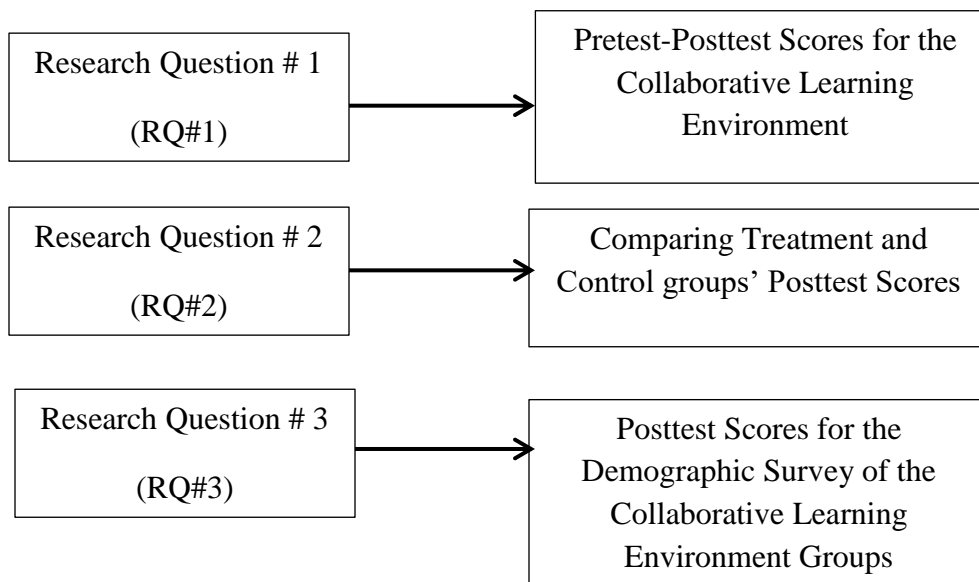 Research Question # 1
(RQ#1)
Pretest-Posttest Scores for the
Collaborative Learning
Environment
Research Question # 2
(RQ#2)
Comparing Treatment and
Control groups’ Posttest Scores
Research Question # 3
(RQ#3)
Posttest Scores for the
Demographic Survey of the
Collaborative Learning
Environment Groups